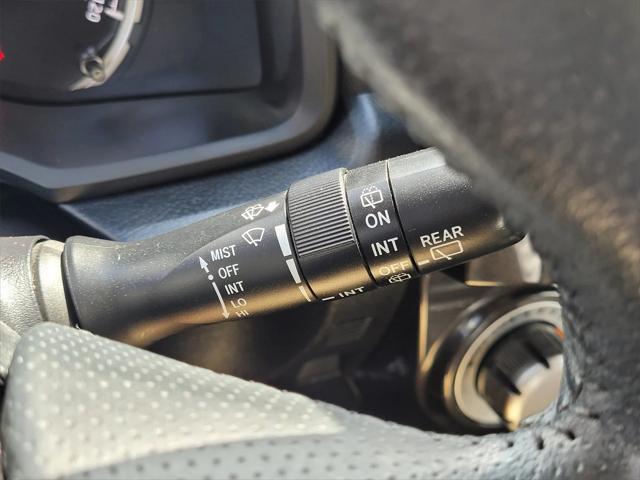 MIST
OFF
INT
LO
HI
INT
ON
INT
OFF
REAR